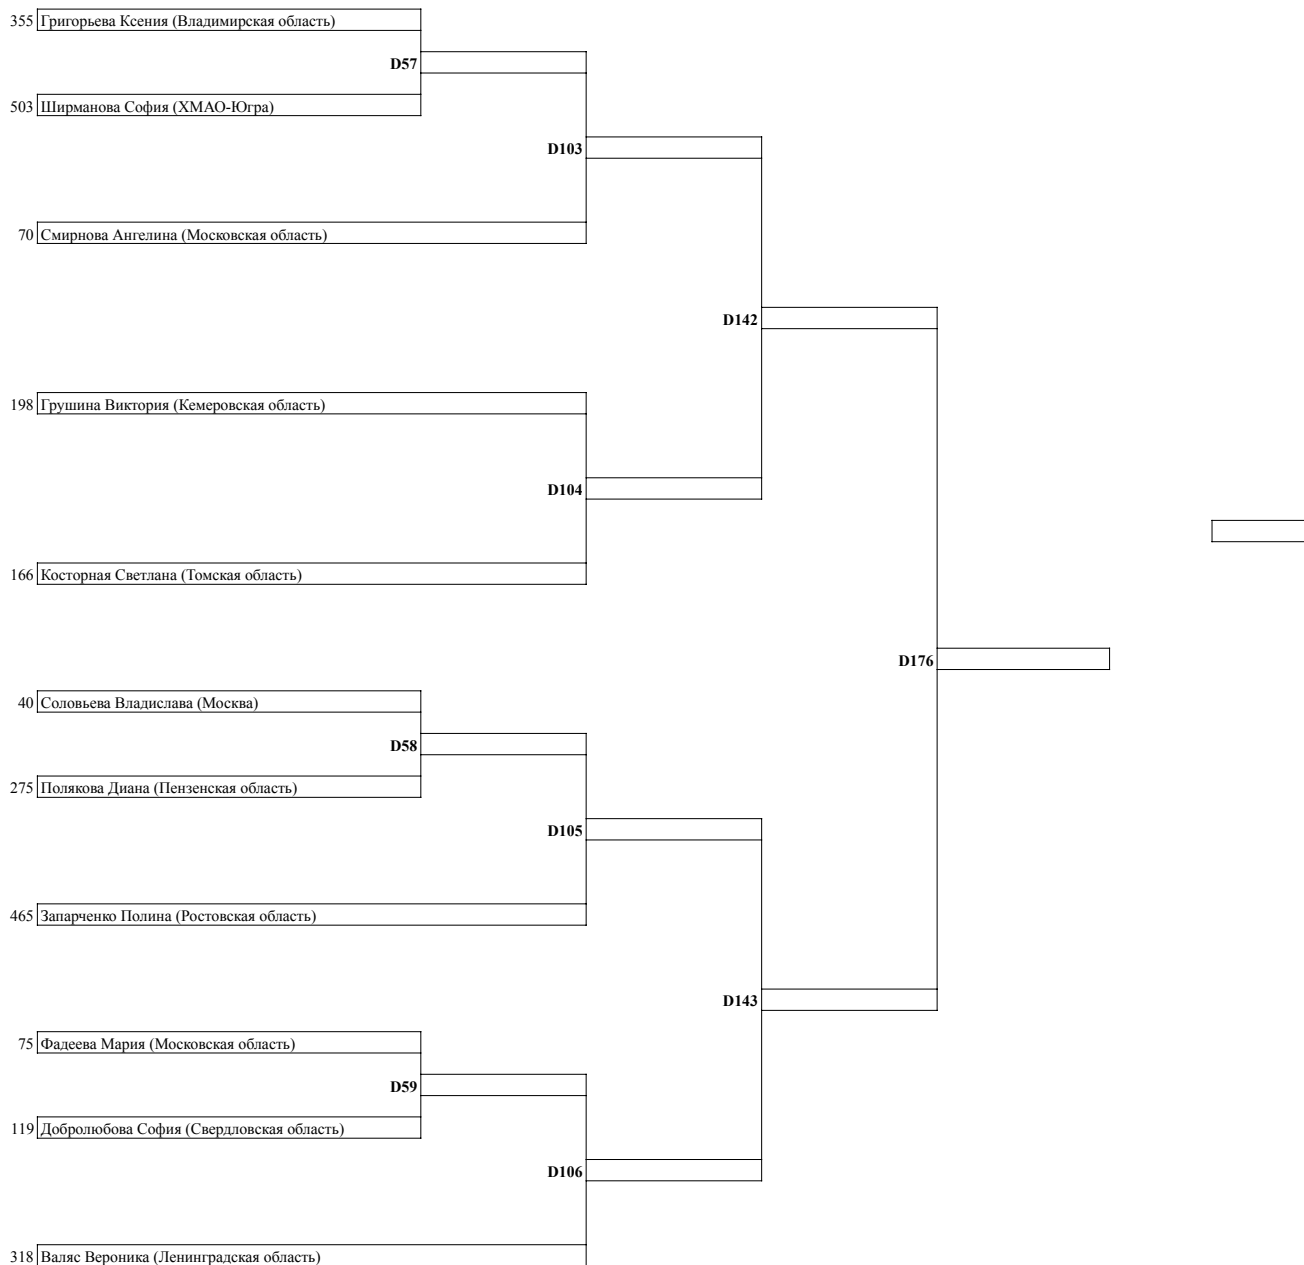 355 Григорьева Ксения (Владимирская область)
D57
503 Ширманова София (ХМАО-Югра)
D103
70 Смирнова Ангелина (Московская область)
D142
198 Грушина Виктория (Кемеровская область)
D104
166 Косторная Светлана (Томская область)
D176
40 Соловьева Владислава (Москва)
D58
275 Полякова Диана (Пензенская область)
D105
465 Запарченко Полина (Ростовская область)
D143
75 Фадеева Мария (Московская область)
D59
119 Добролюбова София (Свердловская область)
D106
318 Валяс Вероника (Ленинградская область)